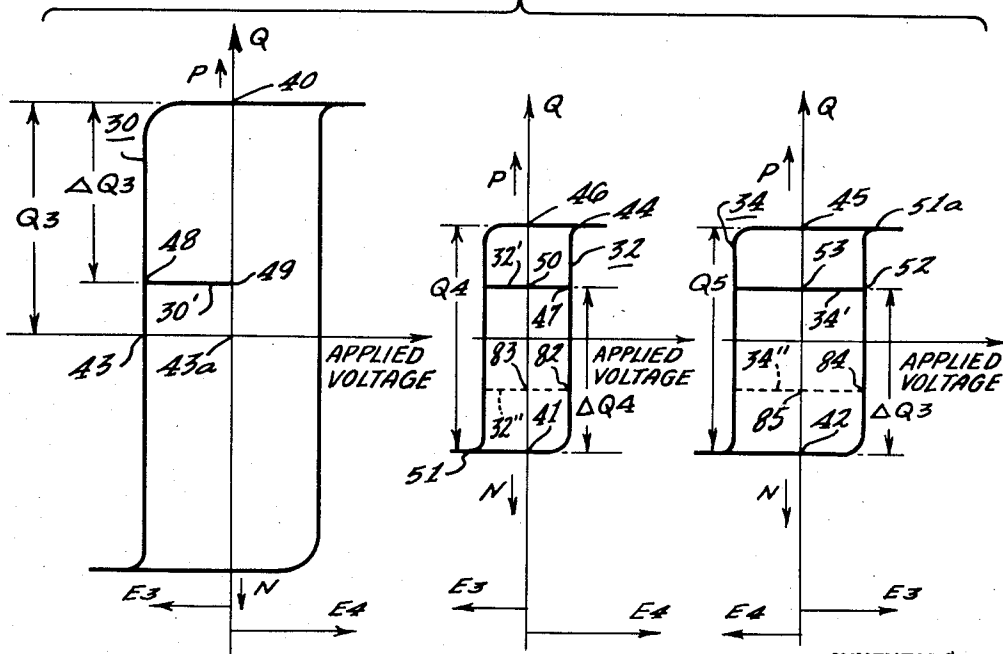 Q
P
40
30
ΔQ3
Q3
48
49
30'
43
43a
APPLIED
VOLTAGE
E3
N
E4
Q
P
46
44
32'
50
32
Q4
47
83
82
APPLIED
VOLTAGE
32"
41
ΔQ4
51
N
E3
E4
Q
P
34
45
51a
53
52
Q5
34'
34"
84
APPLIED
VOLTAGE
85
42
ΔQ3
N
E3
E4